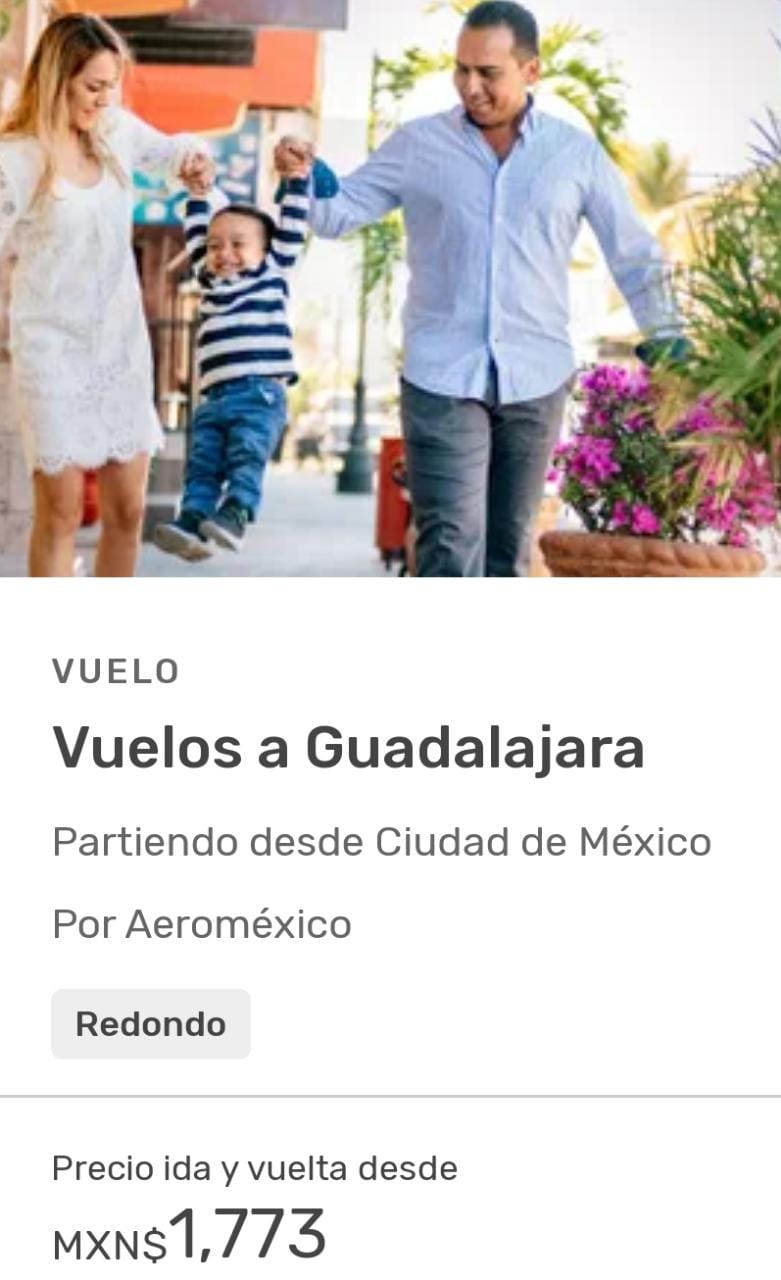 VUELO
Vuelos a Guadalajara
Partiendo desde Ciudad de México
Por Aeroméxico
Redondo
Precio ida y vuelta desde
MXN$1,773